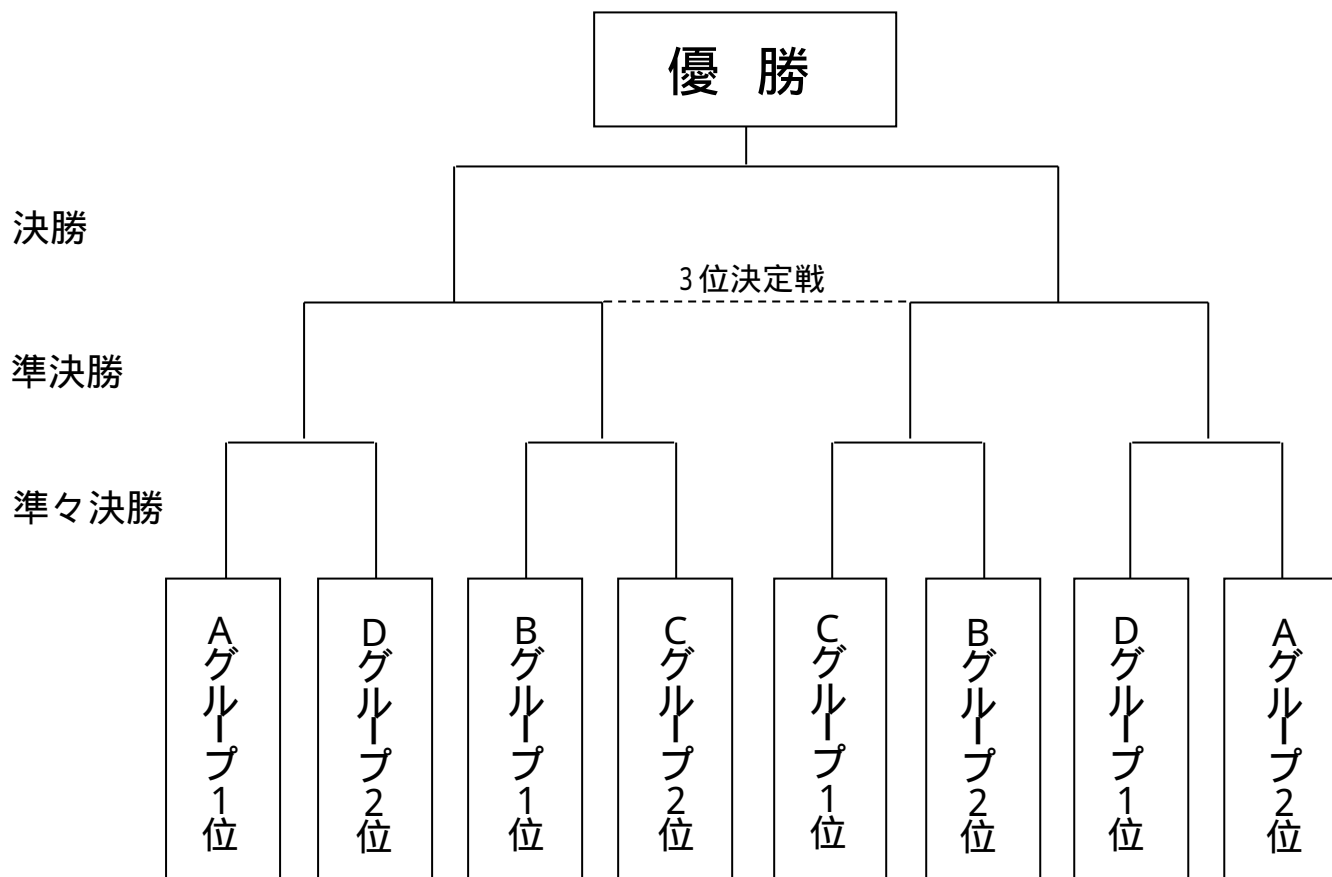 優 勝
決勝
3位決定戦
準決勝
準々決勝
Aグループ1位
Dグループ2位
Bグループ1位
Cグループ2位
Cグループ1位
Bグループ2位
Dグループ1位
Aグループ2位